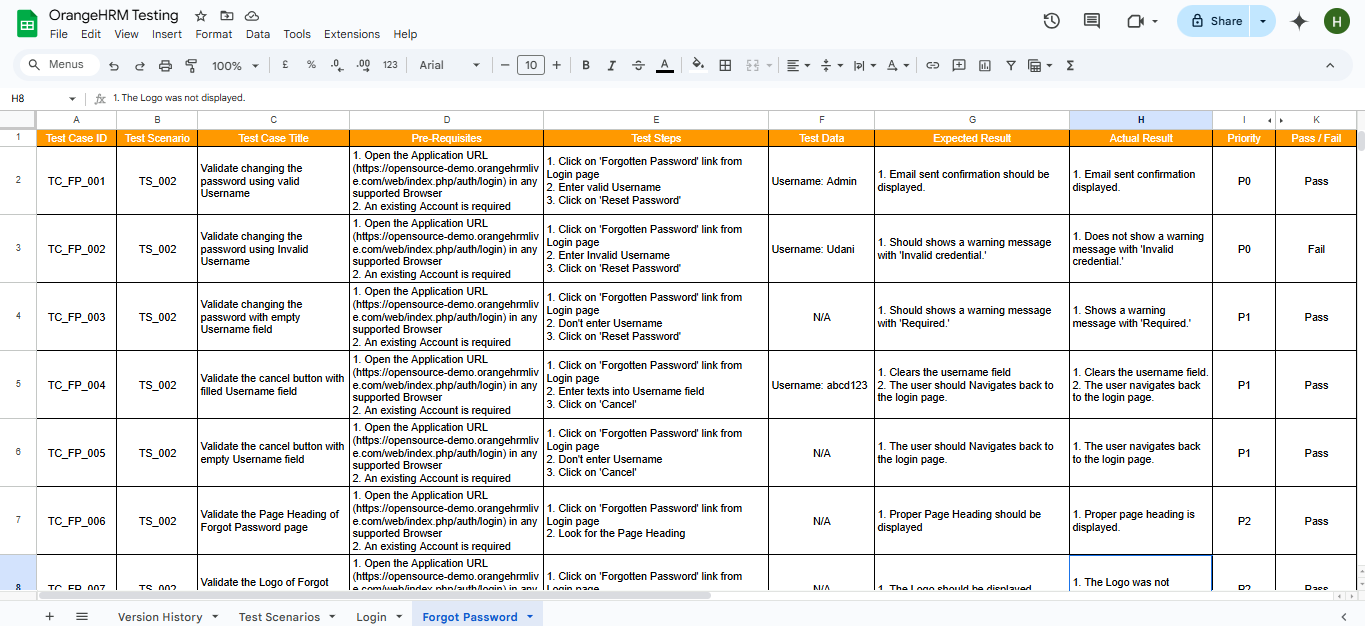 OrangeHRM Testing
File Edit View Insert Format Data Tools Extensions Help
Share
H
Menus
100%
£ % .0 .00 123
Arial
10
B I A
H8
fx 1. The Logo was not displayed.
A B C D E F G H I K
1 Test Case ID Test Scenario Test Case Title Pre-Requisites Test Steps Test Data Expected Result Actual Result Priority Pass / Fail
2
TC_FP_001
TS_002
Validate changing the
password using valid
Username
1. Open the Application URL
(https://opensource-demo.orangehrmliv
e.com/web/index.php/auth/login) in any
supported Browser
2. An existing Account is required
1. Click on 'Forgotten Password' link from
Login page
2. Enter valid Username
3. Click on 'Reset Password'
Username: Admin
1. Email sent confirmation should be
displayed.
1. Email sent confirmation
displayed.
P0
Pass
3
TC_FP_002
TS_002
Validate changing the
password using Invalid
Username
1. Open the Application URL
(https://opensource-demo.orangehrmliv
e.com/web/index.php/auth/login) in any
supported Browser
2. An existing Account is required
1. Click on 'Forgotten Password' link from
Login page
2. Enter Invalid Username
3. Click on 'Reset Password'
Username: Udani
1. Should shows a warning message
with 'Invalid credential.'
1. Does not show a warning
message with 'Invalid
credential.'
P0
Fail
4
TC_FP_003
TS_002
Validate changing the
password with empty
Username field
1. Open the Application URL
(https://opensource-demo.orangehrmliv
e.com/web/index.php/auth/login) in any
supported Browser
2. An existing Account is required
1. Click on 'Forgotten Password' link from
Login page
2. Don't enter Username
3. Click on 'Reset Password'
N/A
1. Should shows a warning message
with 'Required.'
1. Shows a warning
message with 'Required.'
P1
Pass
5
TC_FP_004
TS_002
Validate the cancel button with
filled Username field
1. Open the Application URL
(https://opensource-demo.orangehrmliv
e.com/web/index.php/auth/login) in any
supported Browser
2. An existing Account is required
1. Click on 'Forgotten Password' link from
Login page
2. Enter texts into Username field
3. Click on 'Cancel'
Username: abcd123
1. Clears the username field
2. The user should Navigates back to
the login page.
1. Clears the username field.
2. The user navigates back
to the login page.
P1
Pass
6
TC_FP_005
TS_002
Validate the cancel button with
empty Username field
1. Open the Application URL
(https://opensource-demo.orangehrmliv
e.com/web/index.php/auth/login) in any
supported Browser
2. An existing Account is required
1. Click on 'Forgotten Password' link from
Login page
2. Don't enter Username
3. Click on 'Cancel'
N/A
1. The user should Navigates back to
the login page.
1. The user navigates back
to the login page.
P1
Pass
7
TC_FP_006
TS_002
Validate the Page Heading of
Forgot Password page
1. Open the Application URL
(https://opensource-demo.orangehrmliv
e.com/web/index.php/auth/login) in any
supported Browser
2. An existing Account is required
1. Click on 'Forgotten Password' link from
Login page
2. Look for the Page Heading
N/A
1. Proper Page Heading should be
displayed
1. Proper page heading is
displayed.
P2
Pass
8
TC_FP_007
TS_002
Validate the Logo of Forgot
1. Open the Application URL
(https://opensource-demo.orangehrmliv
e.com/web/index.php/auth/login) in any
1. Click on 'Forgotten Password' link from
Login page
N/A
1. The Logo should be displayed
1. The Logo was not
P2
Pass
Version History Test Scenarios Login Forgot Password